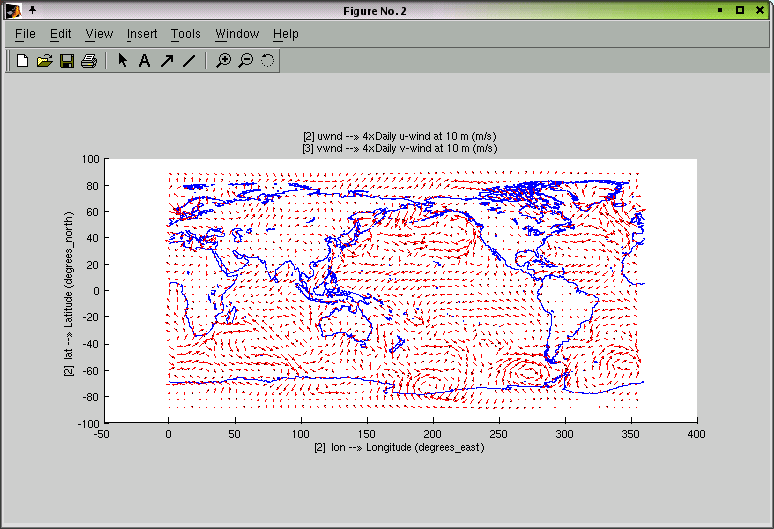 Figure No. 2
File Edit View Insert Tools Window Help
[2] uwnd --> 4xDaily u-wind at 10 m (m/s)
[3] vwnd --> 4xDaily v-wind at 10 m (m/s)
100
80
60
40
20
0
-20
-40
-60
-80
-100
[2] lat --> Latitude (degrees_north)
-50 0 50 100 150 200 250 300 350 400
[2] lon --> Longitude (degrees_east)